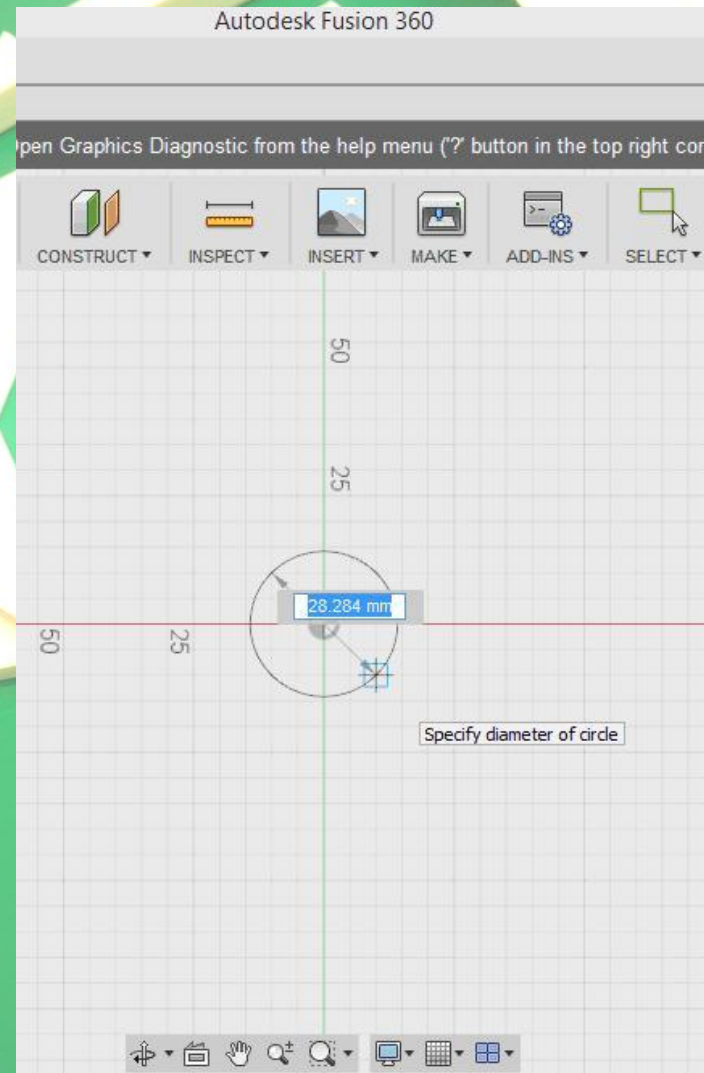 Autodesk Fusion 360
pen Graphics Diagnostic from the help menu ('?' button in the top right cor
CONSTRUCT INSPECT INSERT MAKE ADD-INS SELECT
50
25
28.284 mm
50 25
Specify diameter of circle